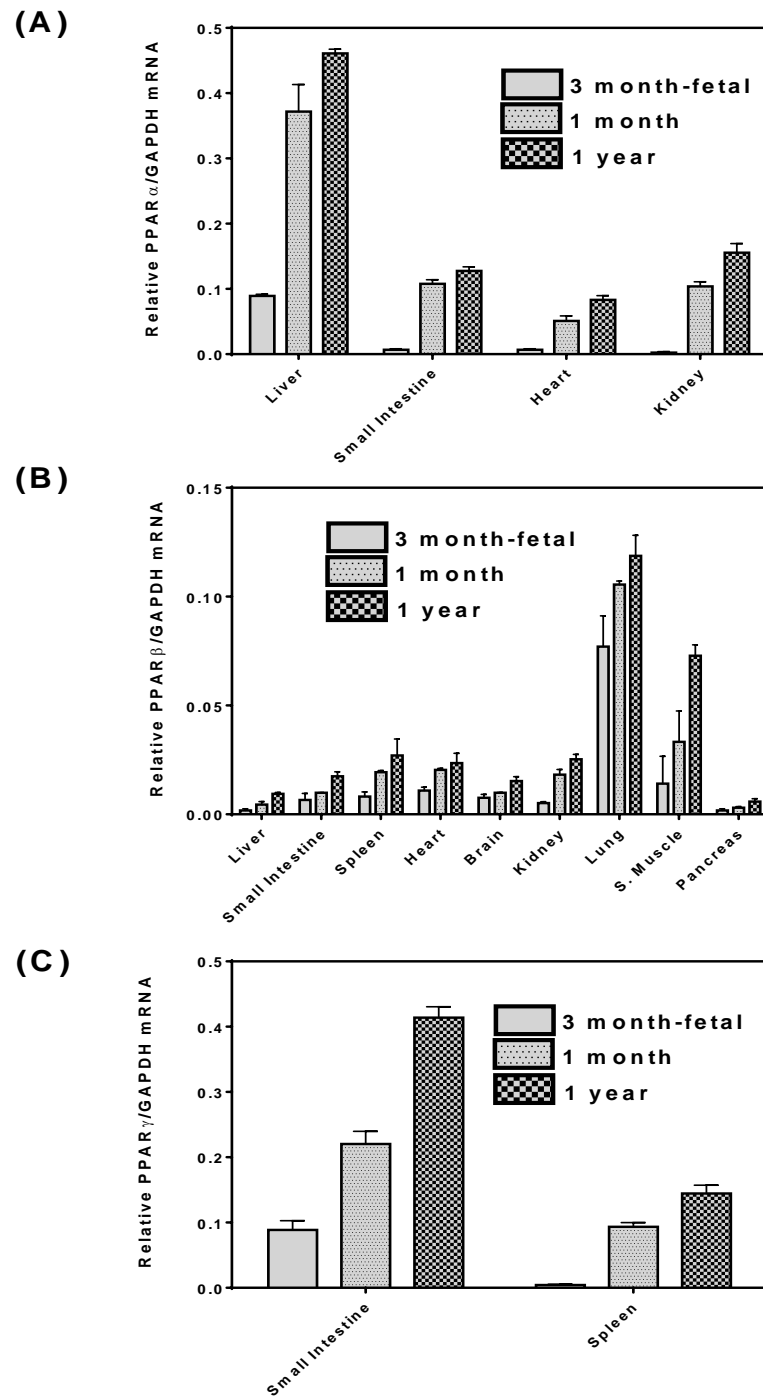 (A)
Relative PPARα/GAPDH mRNA
0.5
0.4
0.3
0.2
0.1
0.0
3 month-fetal
1 month
1 year
Liver
Small Intestine
Heart
Kidney
(B)
Relative PPARβ/GAPDH mRNA
0.15
0.10
0.05
0.00
3 month-fetal
1 month
1 year
Liver
Small Intestine
Spleen
Heart
Brain
Kidney
Lung
S. Muscle
Pancreas
(C)
Relative PPARγ/GAPDH mRNA
0.5
0.4
0.3
0.2
0.1
0.0
3 month-fetal
1 month
1 year
Small Intestine
Spleen